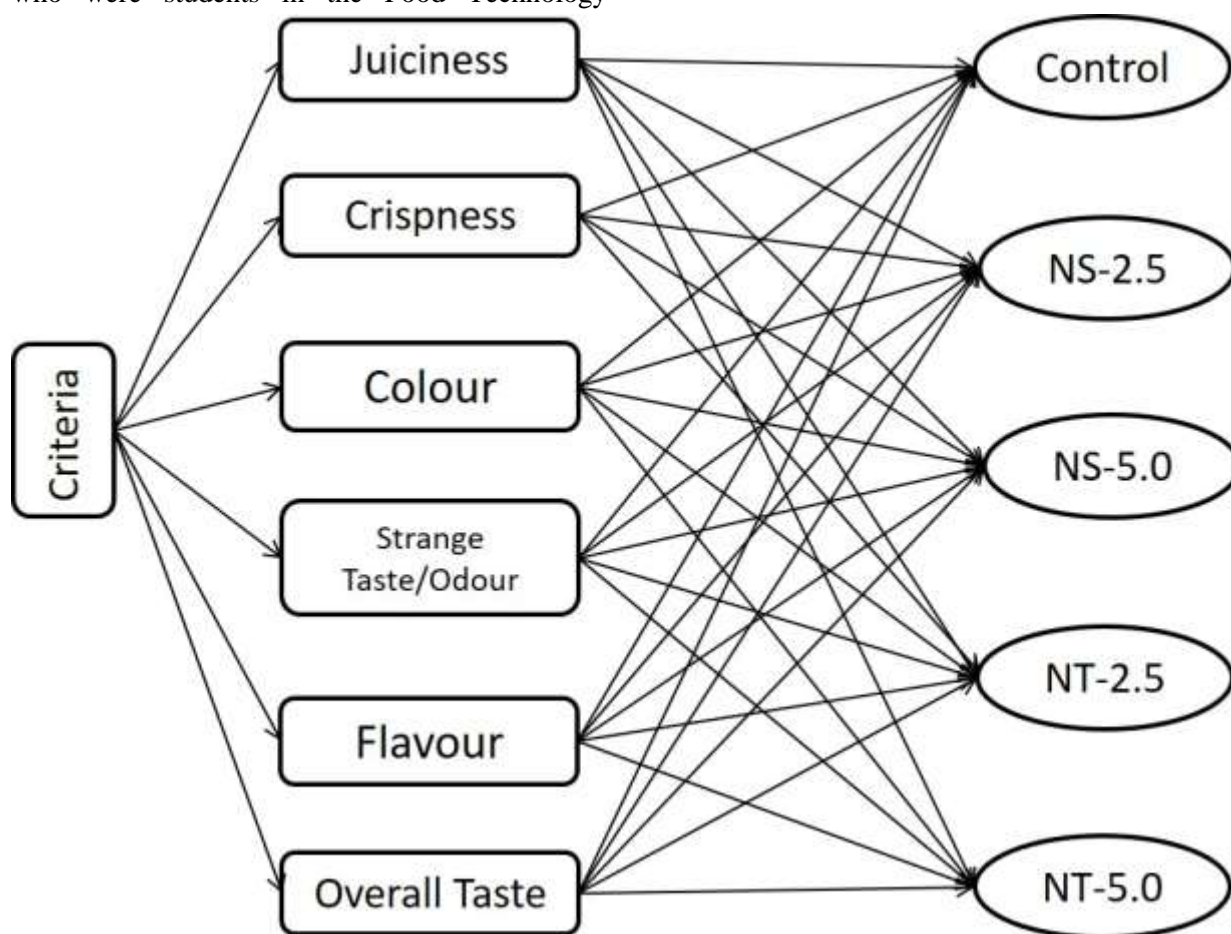 who were students in the Food Technology
Juiciness
Control
Crispness
NS-2.5
Colour
Criteria
NS-5.0
Strange
Taste/Odour
NT-2.5
Flavour
Overall Taste
NT-5.0